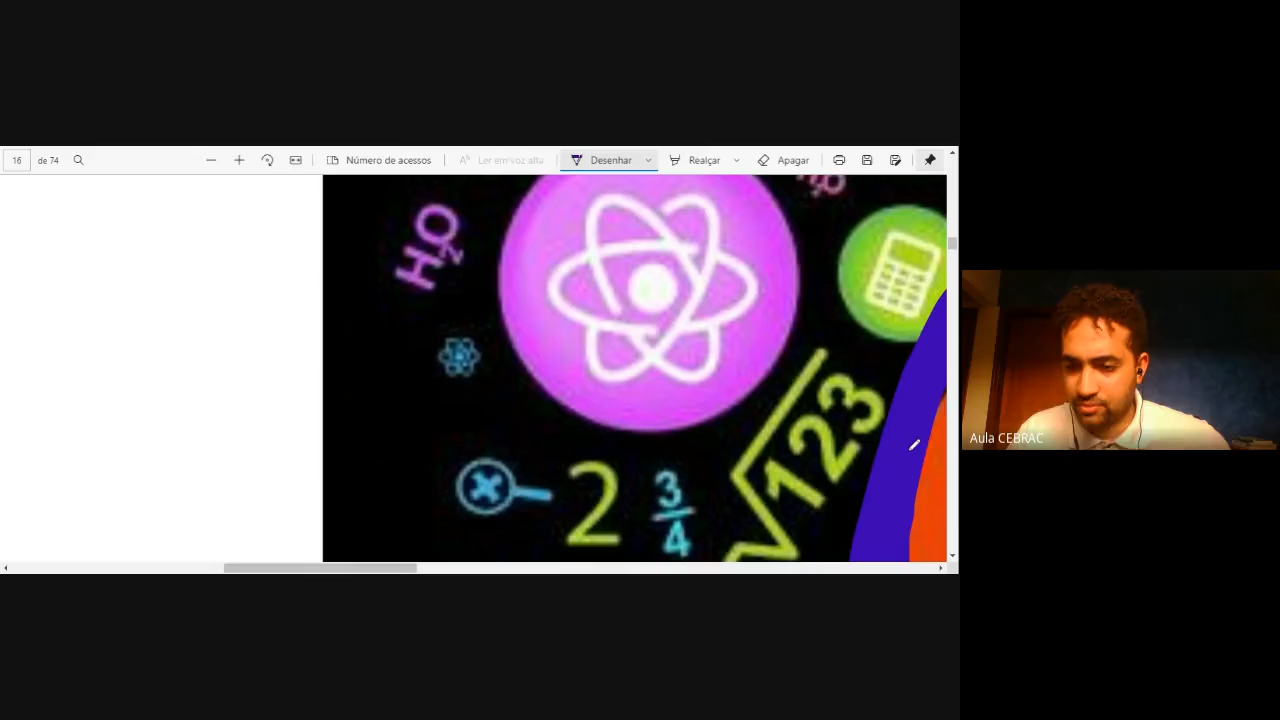 16 de 74 Número de acessos Ler em voz alta Desenhar Realçar Apagar
H2O
√123
2 3/4
Aula CEBRAC